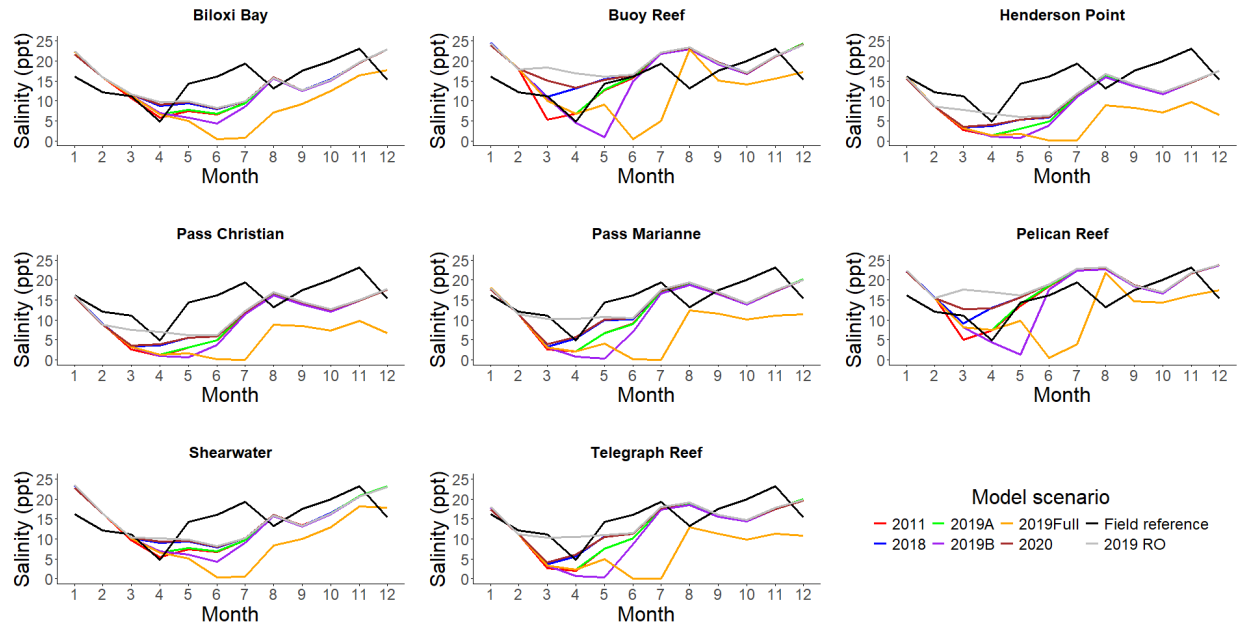 Biloxi Bay
Buoy Reef
Henderson Point
Salinity (ppt)
25
20
15
10
5
0
1 2 3 4 5 6 7 8 9 10 11 12
Month
Salinity (ppt)
25
20
15
10
5
0
1 2 3 4 5 6 7 8 9 10 11 12
Month
Salinity (ppt)
25
20
15
10
5
0
1 2 3 4 5 6 7 8 9 10 11 12
Month
Pass Christian
Pass Marianne
Pelican Reef
Salinity (ppt)
25
20
15
10
5
0
1 2 3 4 5 6 7 8 9 10 11 12
Month
Salinity (ppt)
25
20
15
10
5
0
1 2 3 4 5 6 7 8 9 10 11 12
Month
Salinity (ppt)
25
20
15
10
5
0
1 2 3 4 5 6 7 8 9 10 11 12
Month
Shearwater
Telegraph Reef
Salinity (ppt)
25
20
15
10
5
0
1 2 3 4 5 6 7 8 9 10 11 12
Month
Salinity (ppt)
25
20
15
10
5
0
1 2 3 4 5 6 7 8 9 10 11 12
Month
Model scenario
2011 2019A 2019Full Field reference
2018 2019B 2020 2019 RO